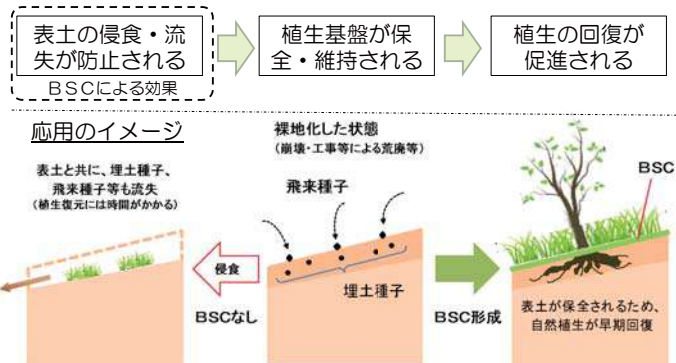 表土の侵食・流
失が防止される
BSCによる効果
植生基盤が保
全・維持される
植生の回復が
促進される
応用のイメージ
表土と共に、埋土種子、
飛来種子等も流失
(植生復元には時間がかかる)
裸地化した状態
(崩壊・工事等による荒廃等)
飛来種子
BSC
侵食
埋土種子
BSCなし
BSC形成
表土が保全されるため、
自然植生が早期回復